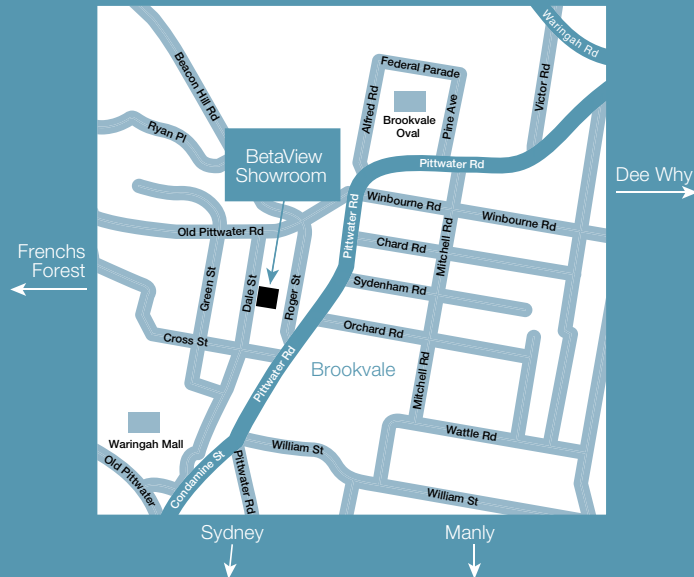 Waringah Rd
Beacon Hill Rd
Federal Parade
Victor Rd
Alfred Rd
Brookvale
Oval
Pine Ave
Ryan Pl
BetaView
Showroom
Pittwater Rd
Dee Why
Winbourne Rd
Winbourne Rd
Pittwater Rd
Old Pittwater Rd
Mitchell Rd
Chard Rd
Frenchs
Forest
Green St
Dale St
Roger St
Sydenham Rd
Orchard Rd
Cross St
Pittwater Rd
Brookvale
Mitchell Rd
Waringah Mall
Wattle Rd
William St
Old Pittwater
Condamine St
Pittwater Rd
William St
Sydney
Manly